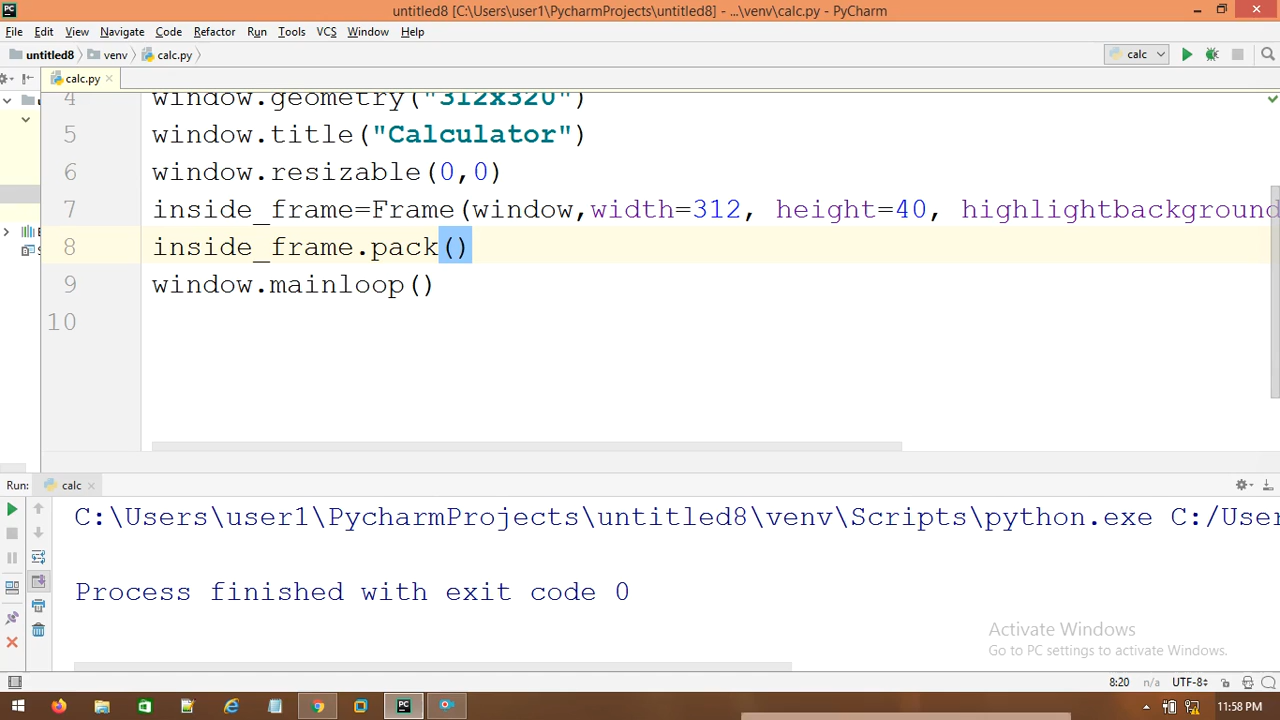 untitled8 [C:\Users\user1\PycharmProjects\untitled8] - ...\venv\calc.py - PyCharm
File Edit View Navigate Code Refactor Run Tools VCS Window Help
untitled8 venv calc.py calc
calc.py
4 window.geometry("312x320")
5 window.title("Calculator")
6 window.resizable(0,0)
7 inside_frame=Frame(window,width=312, height=40, highlightbackground
8 inside_frame.pack()
9 window.mainloop()
10
Run: calc
C:\Users\user1\PycharmProjects\untitled8\venv\Scripts\python.exe C:/User
Process finished with exit code 0
Activate Windows
Go to PC settings to activate Windows.
8:20 n/a UTF-8
11:58 PM